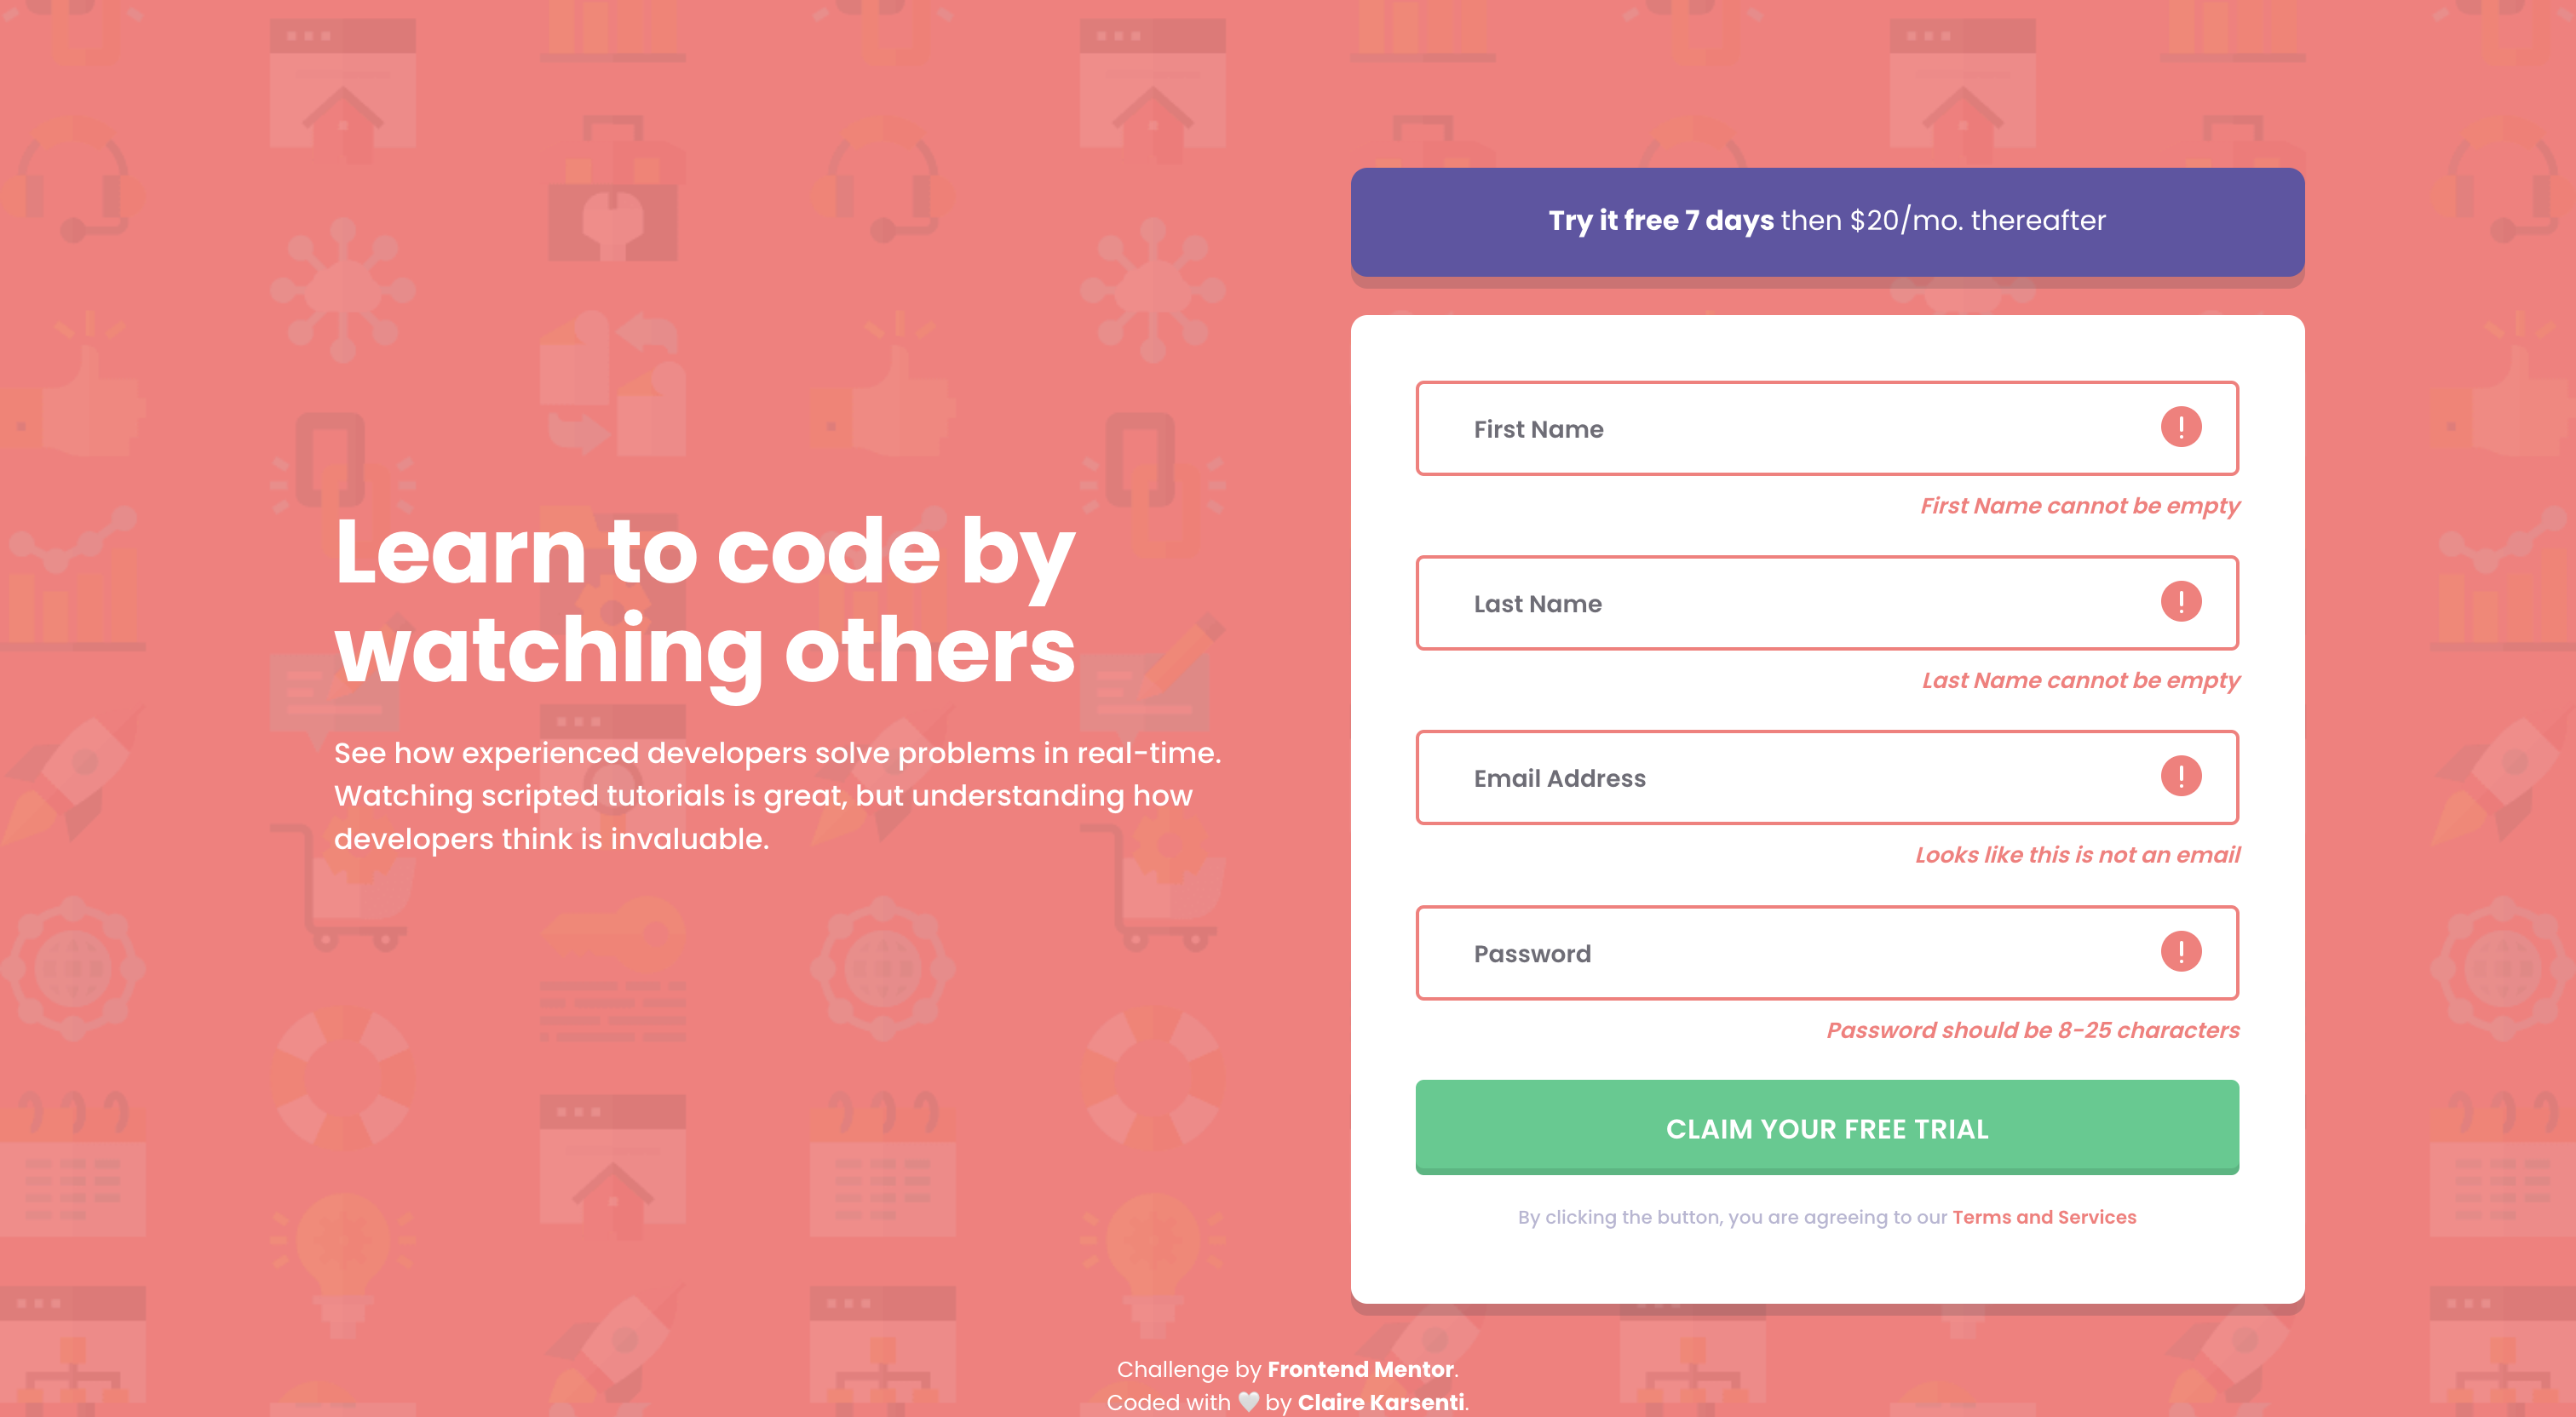 Learn to code by
watching others
See how experienced developers solve problems in real-time.
Watching scripted tutorials is great, but understanding how
developers think is invaluable.
Try it free 7 days then $20/mo. thereafter
First Name
First Name cannot be empty
Last Name
Last Name cannot be empty
Email Address
Looks like this is not an email
Password
Password should be 8-25 characters
CLAIM YOUR FREE TRIAL
By clicking the button, you are agreeing to our Terms and Services
Challenge by Frontend Mentor.
Coded with 🤍 by Claire Karsenti.